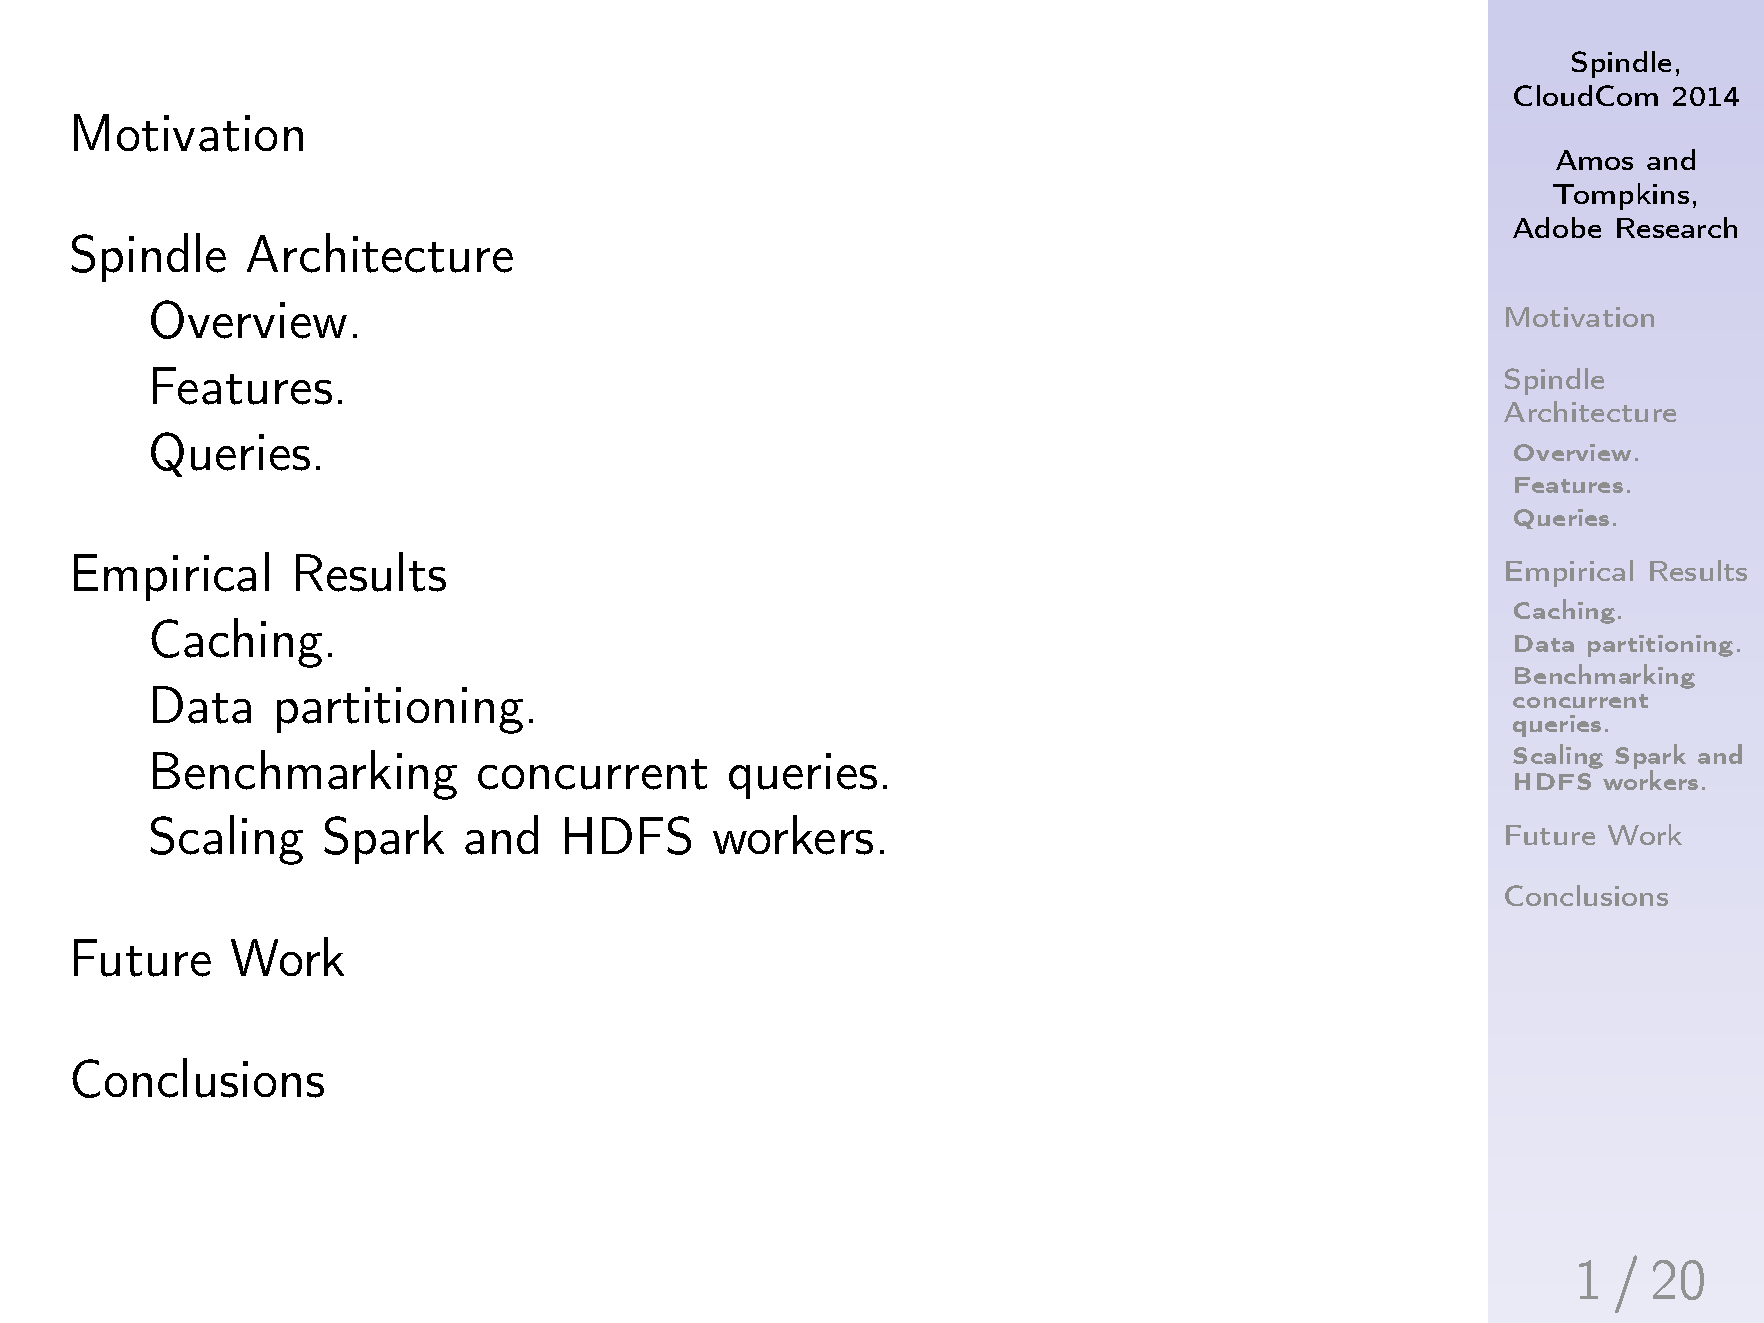 Motivation
Spindle Architecture
Overview.
Features.
Queries.
Empirical Results
Caching.
Data partitioning.
Benchmarking concurrent queries.
Scaling Spark and HDFS workers.
Future Work
Conclusions
Spindle,
CloudCom 2014
Amos and
Tompkins,
Adobe Research
Motivation
Spindle
Architecture
Overview.
Features.
Queries.
Empirical Results
Caching.
Data partitioning.
Benchmarking
concurrent
queries.
Scaling Spark and
HDFS workers.
Future Work
Conclusions
1 / 20